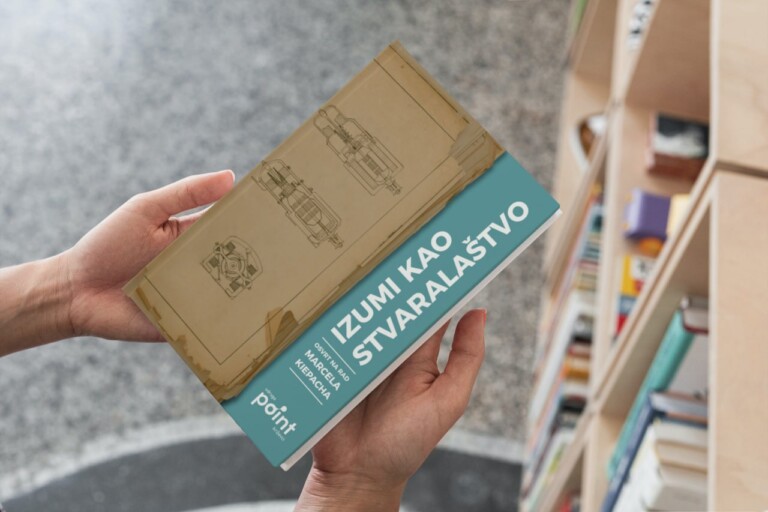 IZUMI KAO
STVARALAŠTVO
OSVRT NA RAD
MARCELA
KIEPACHA
point